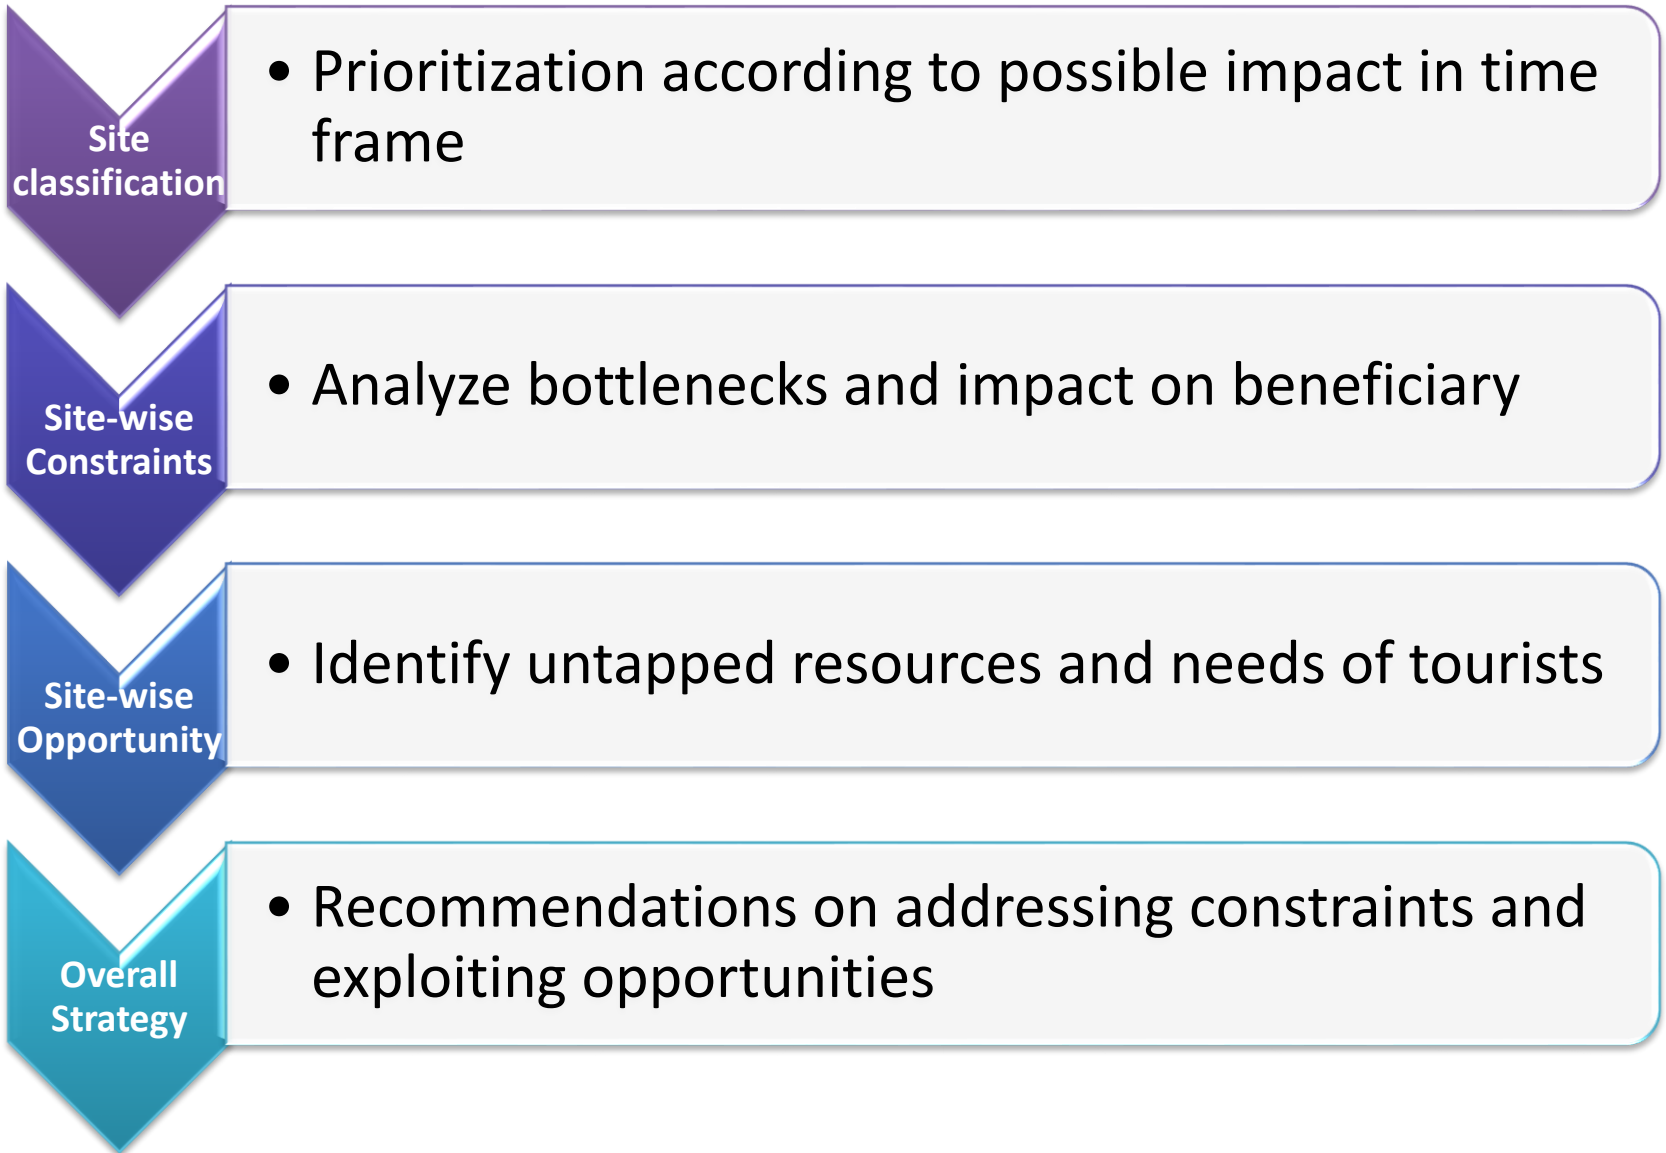 Site
classification
• Prioritization according to possible impact in time
frame
Site-wise
Constraints
• Analyze bottlenecks and impact on beneficiary
Site-wise
Opportunity
• Identify untapped resources and needs of tourists
Overall
Strategy
• Recommendations on addressing constraints and
exploiting opportunities